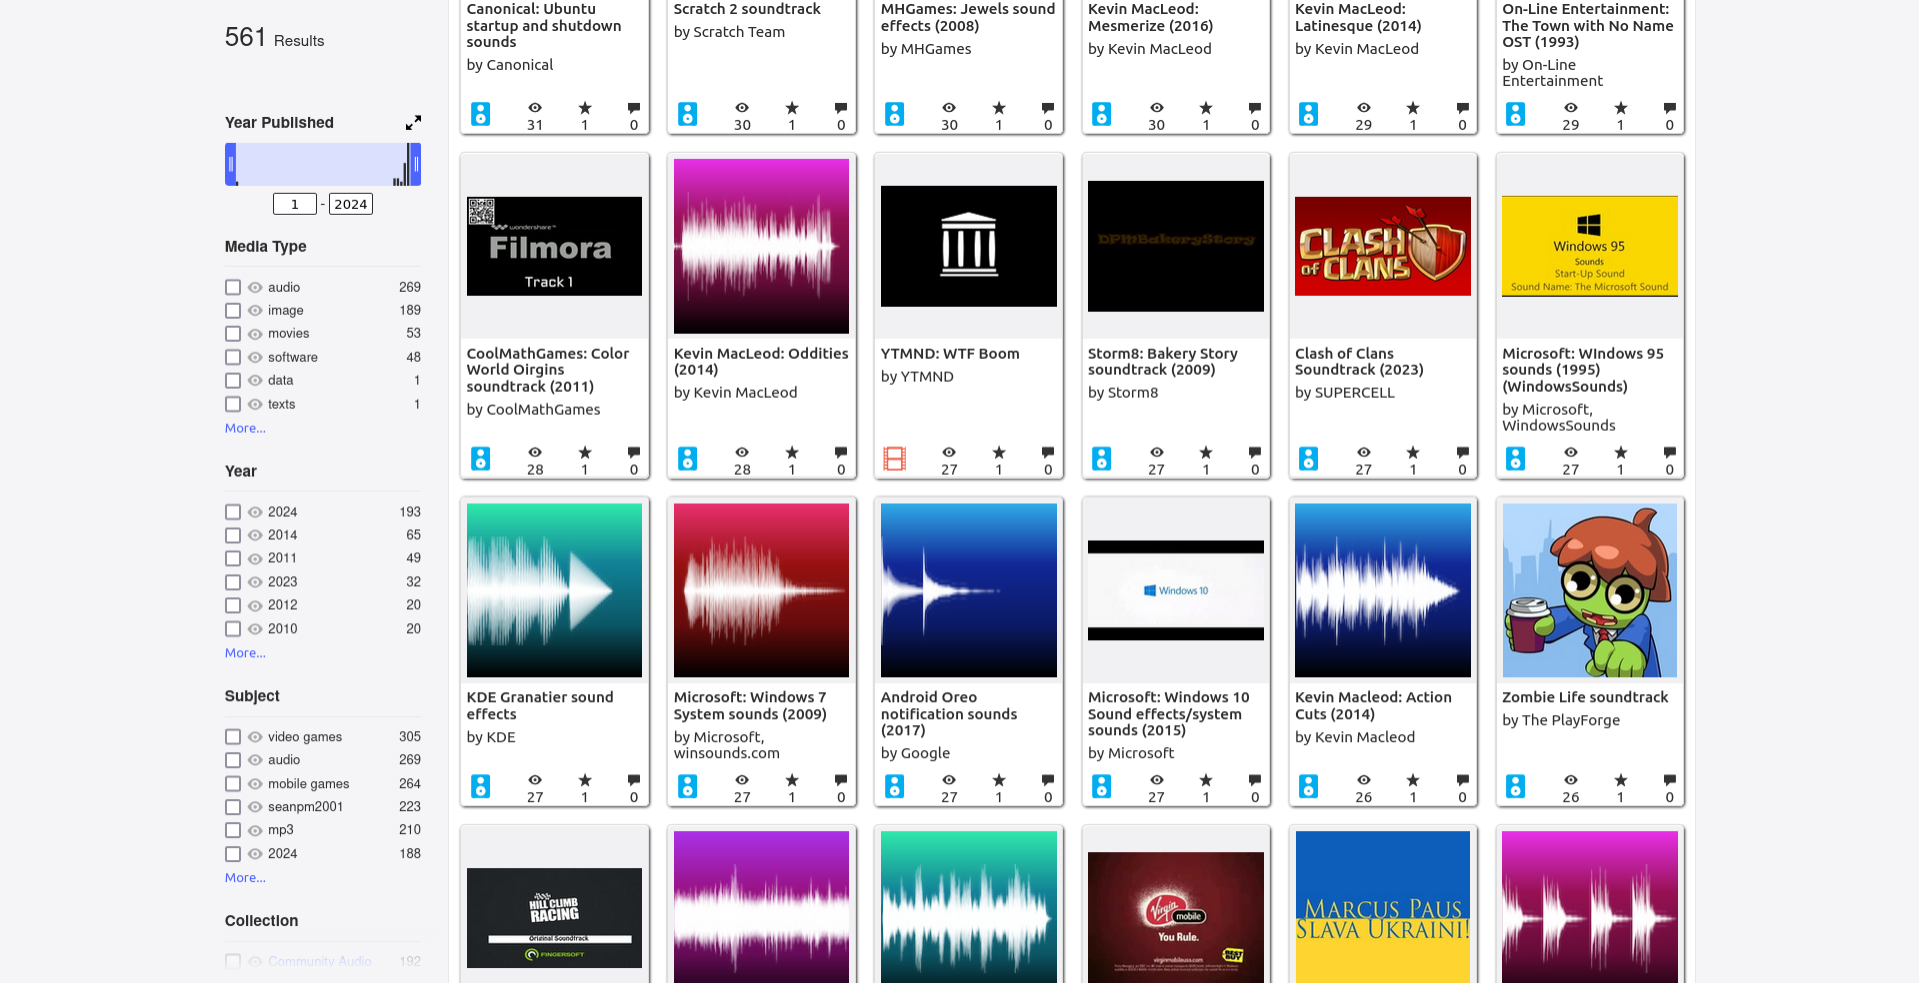 561 Results
Year Published
1 - 2024
Media Type
audio 269
image 189
movies 53
software 48
data 1
texts 1
More...
Year
2024 193
2014 65
2011 49
2023 32
2012 20
2010 20
More...
Subject
video games 305
audio 269
mobile games 264
seanpm2001 223
mp3 210
2024 188
More...
Collection
Community Audio 192
Canonical: Ubuntu
startup and shutdown
sounds
by Canonical
31 1 0
Scratch 2 soundtrack
by Scratch Team
30 1 0
MHGames: Jewels sound
effects (2008)
by MHGames
30 1 0
Kevin MacLeod:
Mesmerize (2016)
by Kevin MacLeod
30 1 0
Kevin MacLeod:
Latinesque (2014)
by Kevin MacLeod
29 1 0
On-Line Entertainment:
The Town with No Name
OST (1993)
by On-Line
Entertainment
29 1 0
wondershare™
Filmora
Track 1
CoolMathGames: Color
World Oirgins
soundtrack (2011)
by CoolMathGames
28 1 0
Kevin MacLeod: Oddities
(2014)
by Kevin MacLeod
28 1 0
YTMND: WTF Boom
by YTMND
27 1 0
DPMBakeryStory
Storm8: Bakery Story
soundtrack (2009)
by Storm8
27 1 0
CLASH
OF CLANS
Clash of Clans
Soundtrack (2023)
by SUPERCELL
27 1 0
Windows 95
Sounds
Start-Up Sound
Sound Name: The Microsoft Sound
Microsoft: WIndows 95
sounds (1995)
(WindowsSounds)
by Microsoft,
WindowsSounds
27 1 0
KDE Granatier sound
effects
by KDE
27 1 0
Microsoft: Windows 7
System sounds (2009)
by Microsoft,
winsounds.com
27 1 0
Android Oreo
notification sounds
(2017)
by Google
27 1 0
Windows 10
Microsoft: Windows 10
Sound effects/system
sounds (2015)
by Microsoft
27 1 0
Kevin Macleod: Action
Cuts (2014)
by Kevin Macleod
26 1 0
Zombie Life soundtrack
by The PlayForge
26 1 0
HILL CLIMB
RACING
Original Soundtrack
FINGERSOFT
Virgin mobile
You Rule.
virginmobileusa.com
BEST BUY
MARCUS PAUS
SLAVA UKRAINI!